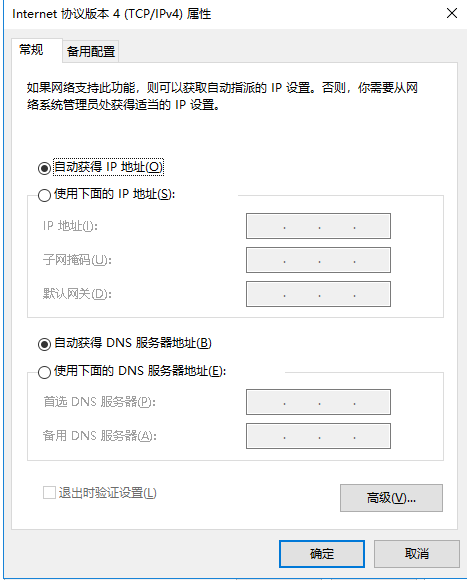 Internet 协议版本 4 (TCP/IPv4) 属性
常规
备用配置
如果网络支持此功能，则可以获取自动指派的 IP 设置。否则，你需要从网
络系统管理员处获得适当的 IP 设置。
自动获得 IP 地址(O)
使用下面的 IP 地址(S):
IP 地址(I):
子网掩码(U):
默认网关(D):
自动获得 DNS 服务器地址(B)
使用下面的 DNS 服务器地址(E):
首选 DNS 服务器(P):
备用 DNS 服务器(A):
退出时验证设置(L)
高级(V)...
确定
取消